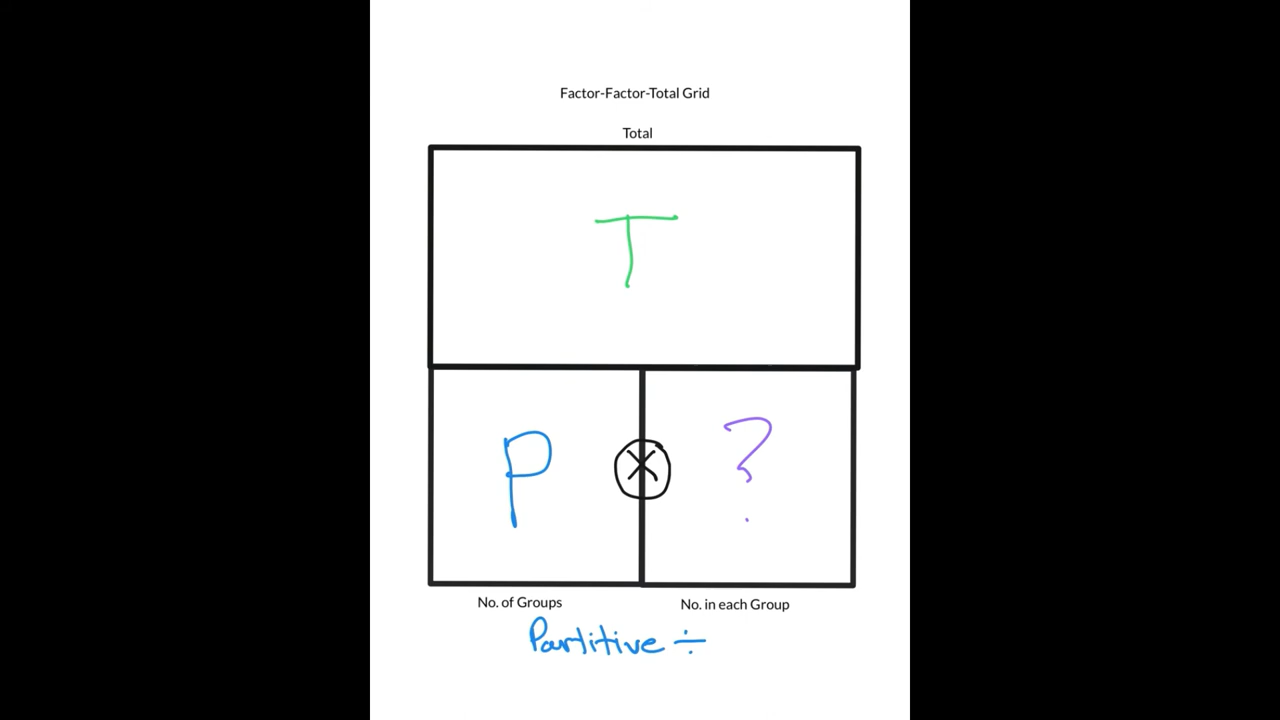 Factor-Factor-Total Grid
Total
T
P X ?
No. of Groups No. in each Group
Partitive ÷